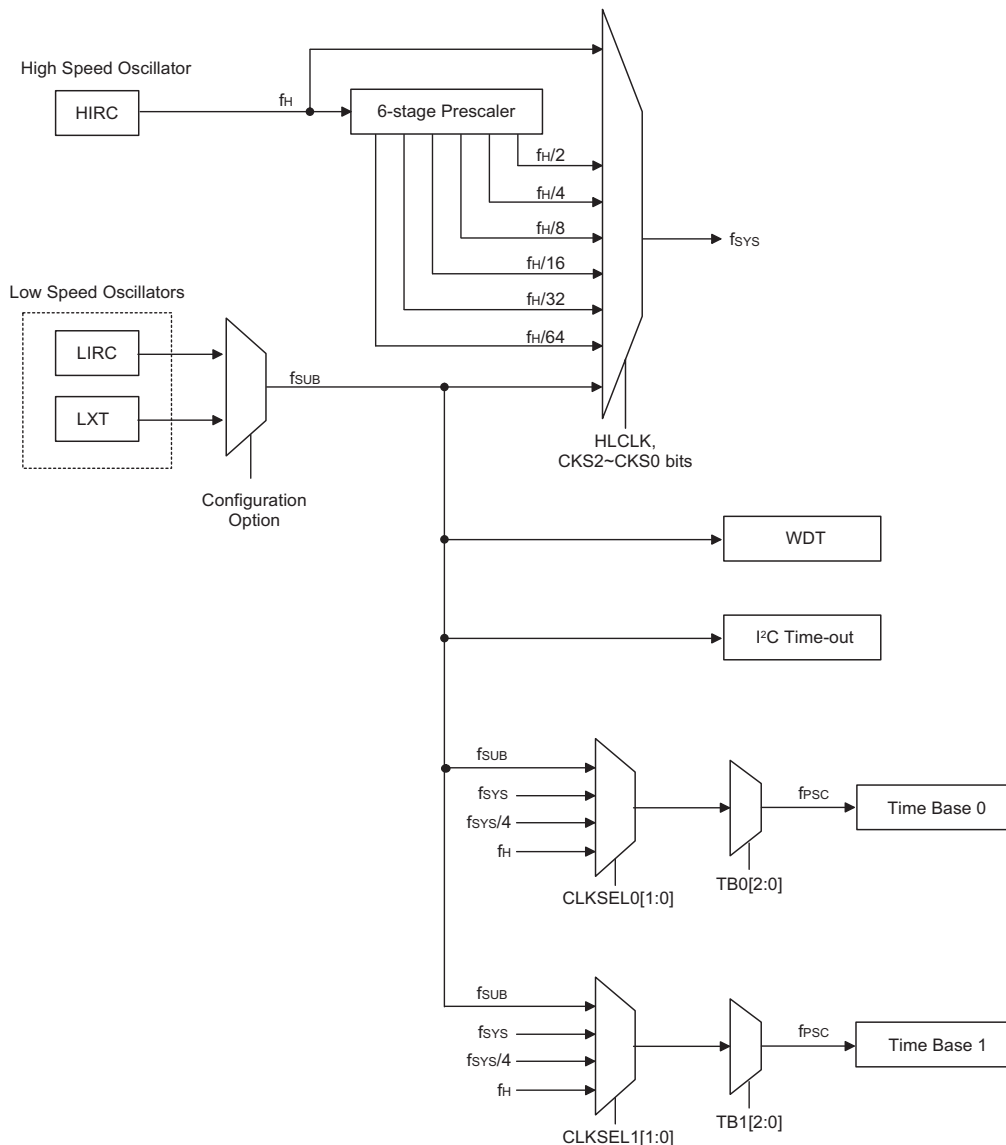 High Speed Oscillator
HIRC
fH
6-stage Prescaler
fH/2
fH/4
fH/8
fH/16
fH/32
fH/64
fSYS
Low Speed Oscillators
LIRC
LXT
fSUB
Configuration
Option
HLCLK,
CKS2~CKS0 bits
WDT
I²C Time-out
fSUB
fSYS
fSYS/4
fH
CLKSEL0[1:0]
TB0[2:0]
fPSC
Time Base 0
fSUB
fSYS
fSYS/4
fH
CLKSEL1[1:0]
TB1[2:0]
fPSC
Time Base 1